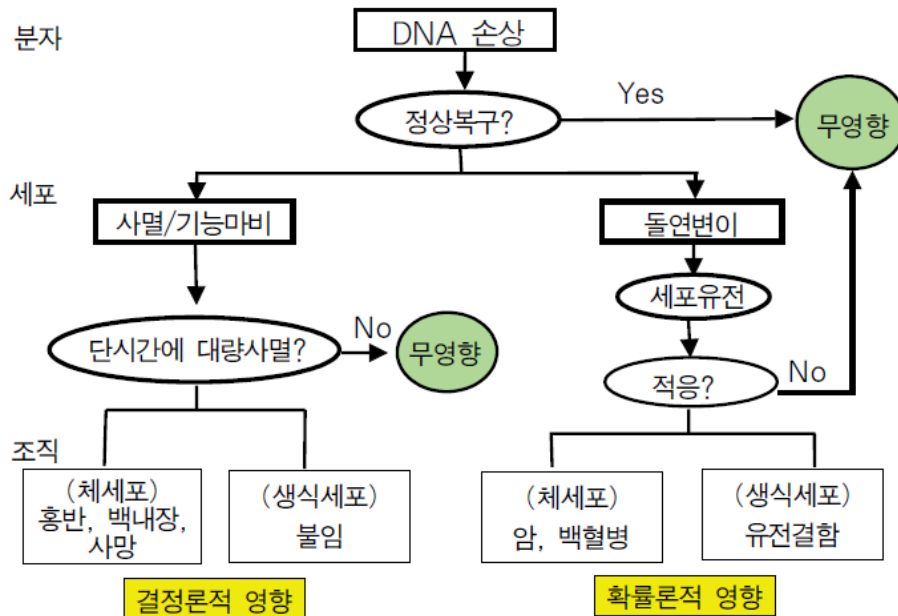 분자
DNA 손상
정상복구?
Yes
무영향
세포
사멸/기능마비
돌연변이
세포유전
단시간에 대량사멸?
No
무영향
적응?
No
조직
(체세포)
홍반, 백내장,
사망
(생식세포)
불임
(체세포)
암, 백혈병
(생식세포)
유전결함
결정론적 영향
확률론적 영향